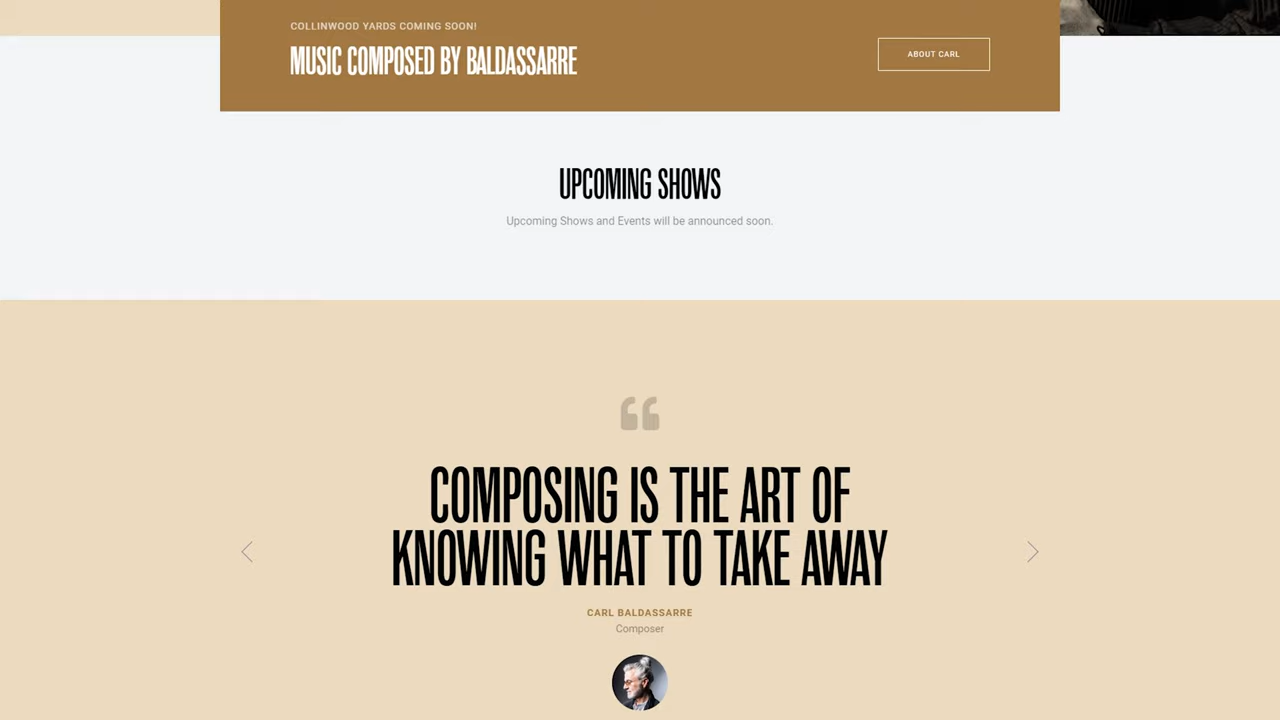 COLLINWOOD YARDS COMING SOON!
MUSIC COMPOSED BY BALDASSARRE
ABOUT CARL
UPCOMING SHOWS
Upcoming Shows and Events will be announced soon.
“
COMPOSING IS THE ART OF
KNOWING WHAT TO TAKE AWAY
CARL BALDASSARRE
Composer